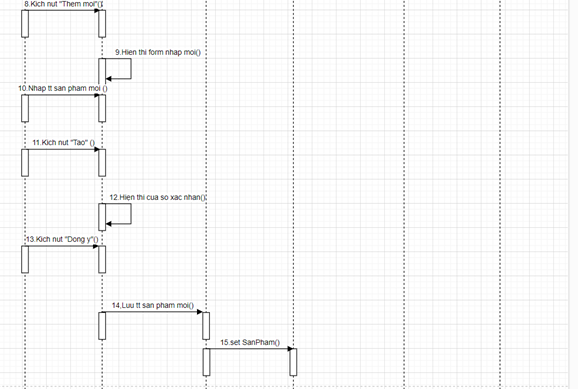 8.Kich nut "Them moi"()
9.Hien thi form nhap moi()
10.Nhap tt san pham moi ()
11.Kich nut "Tao" ()
12.Hien thi cua so xac nhan()
13.Kich nut "Dong y"()
14,Luu tt san pham moi()
15.set SanPham()